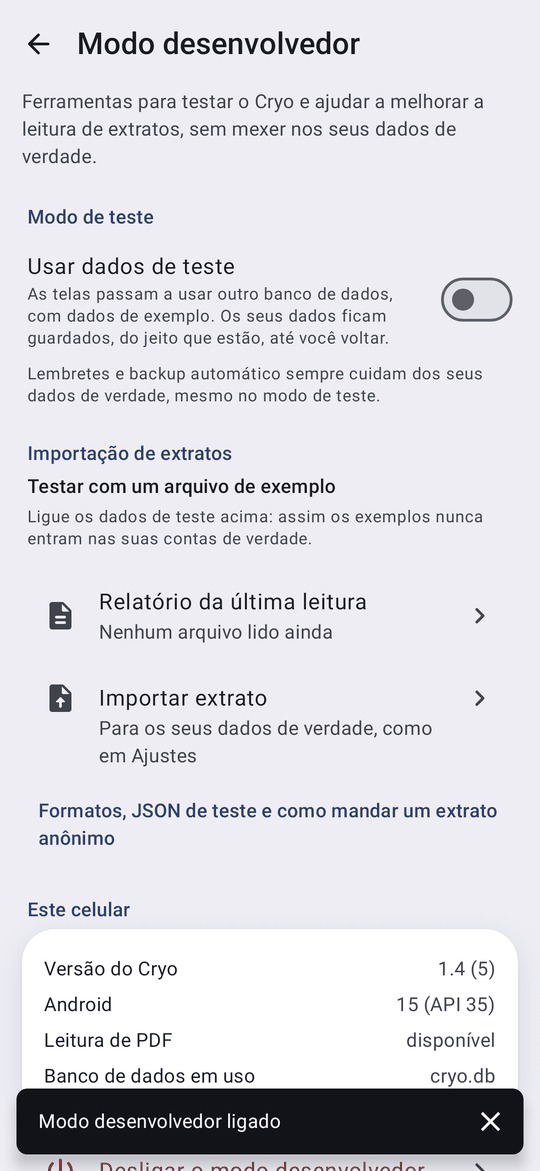 Modo desenvolvedor
Ferramentas para testar o Cryo e ajudar a melhorar a
leitura de extratos, sem mexer nos seus dados de
verdade.
Modo de teste
Usar dados de teste
As telas passam a usar outro banco de dados,
com dados de exemplo. Os seus dados ficam
guardados, do jeito que estão, até você voltar.
Lembretes e backup automático sempre cuidam dos seus
dados de verdade, mesmo no modo de teste.
Importação de extratos
Testar com um arquivo de exemplo
Ligue os dados de teste acima: assim os exemplos nunca
entram nas suas contas de verdade.
Relatório da última leitura
Nenhum arquivo lido ainda
Importar extrato
Para os seus dados de verdade, como
em Ajustes
Formatos, JSON de teste e como mandar um extrato
anônimo
Este celular
Versão do Cryo 1.4 (5)
Android 15 (API 35)
Leitura de PDF disponível
Banco de dados em uso cryo.db
Modo desenvolvedor ligado
Desligar o modo desenvolvedor